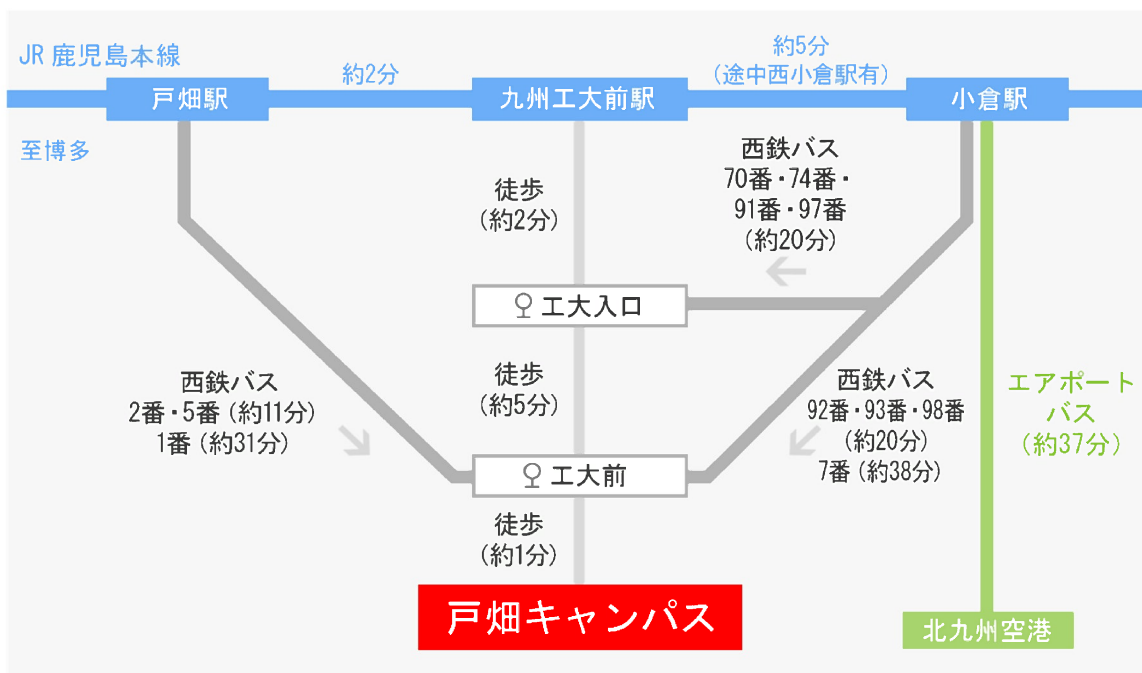 JR 鹿児島本線
約2分
約5分
(途中西小倉駅有)
戸畑駅
九州工大前駅
小倉駅
至博多
徒歩
(約2分)
西鉄バス
70番・74番・
91番・97番
(約20分)
工大入口
西鉄バス
2番・5番 (約11分)
1番 (約31分)
徒歩
(約5分)
西鉄バス
92番・93番・98番
(約20分)
7番 (約38分)
エアポート
バス
(約37分)
工大前
徒歩
(約1分)
戸畑キャンパス
北九州空港